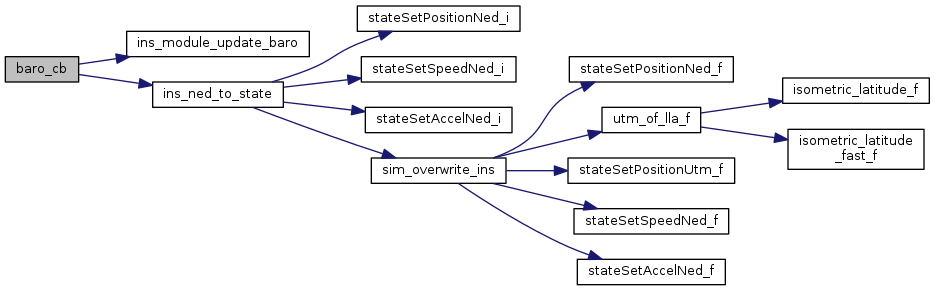 baro_cb
ins_module_update_baro
ins_ned_to_state
stateSetPositionNed_i
stateSetSpeedNed_i
stateSetAccelNed_i
sim_overwrite_ins
stateSetPositionNed_f
utm_of_lla_f
isometric_latitude_f
isometric_latitude
_fast_f
stateSetPositionUtm_f
stateSetSpeedNed_f
stateSetAccelNed_f